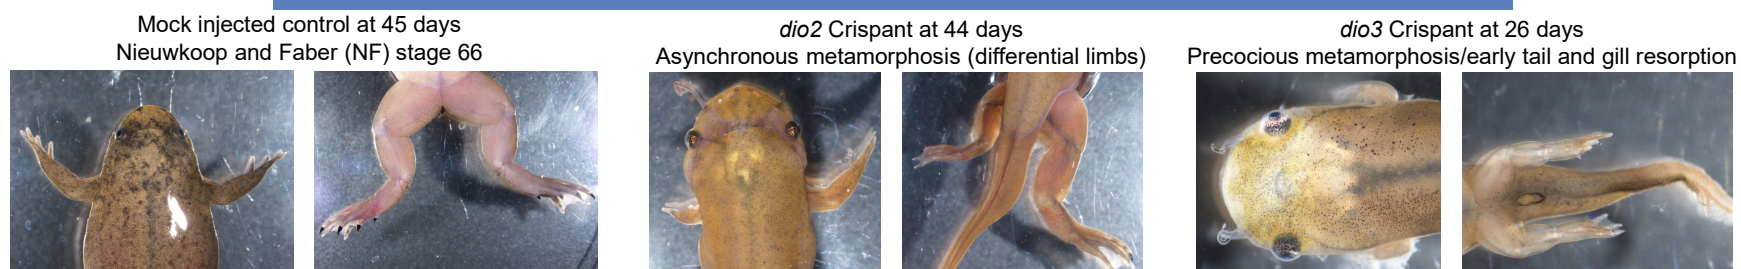 Mock injected control at 45 days
Nieuwkoop and Faber (NF) stage 66
dio2 Crispant at 44 days
Asynchronous metamorphosis (differential limbs)
dio3 Crispant at 26 days
Precocious metamorphosis/early tail and gill resorption